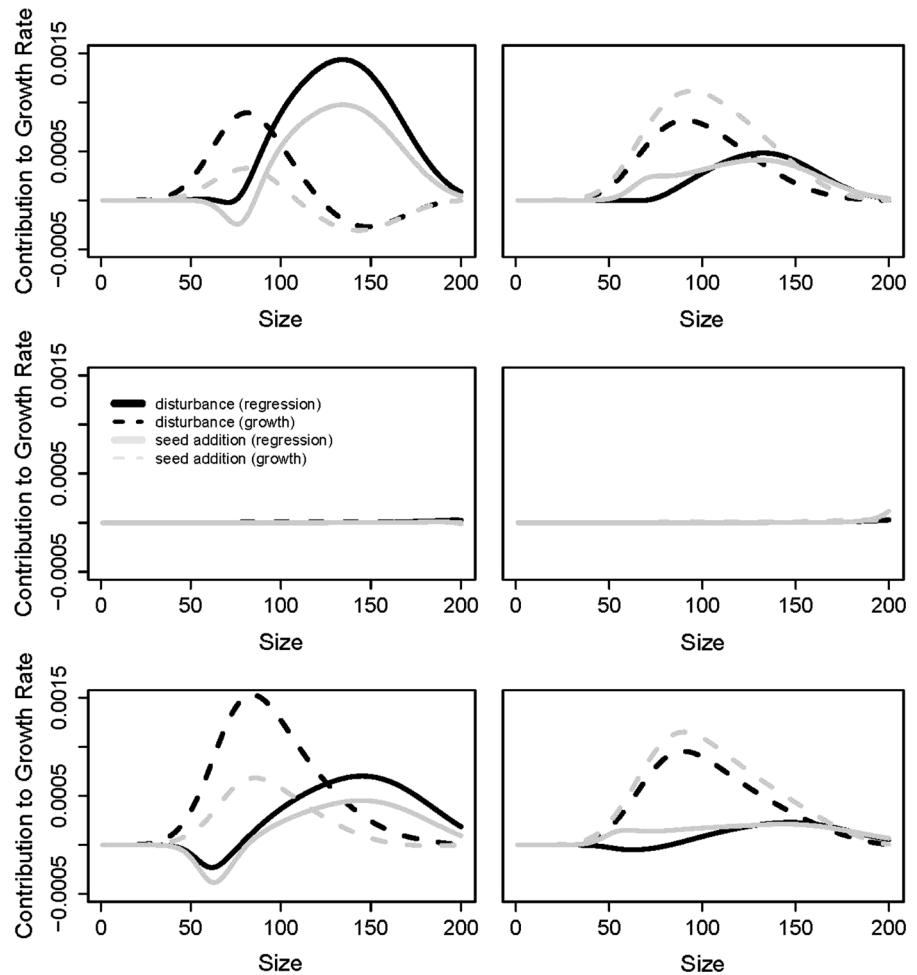 Contribution to Growth Rate
0.0015
0.0005
−0.0005
0 50 100 150 200
Size
0 50 100 150 200
Size
Contribution to Growth Rate
0.0015
0.0005
−0.0005
disturbance (regression)
disturbance (growth)
seed addition (regression)
seed addition (growth)
0 50 100 150 200
Size
0 50 100 150 200
Size
Contribution to Growth Rate
0.0015
0.0005
−0.0005
0 50 100 150 200
Size
0 50 100 150 200
Size